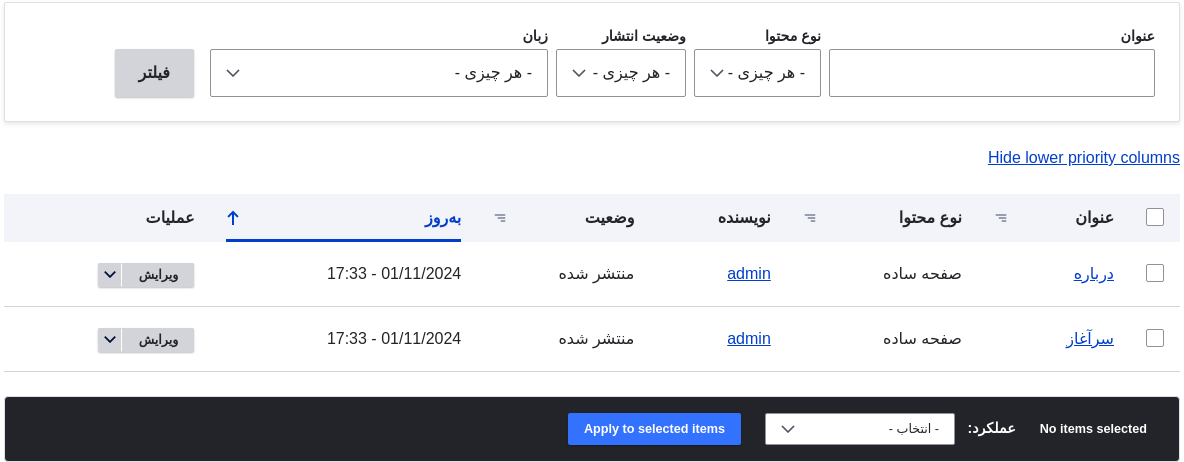 عنوان
نوع محتوا
وضعیت انتشار
زبان
- هر چیزی -
- هر چیزی -
- هر چیزی -
فیلتر
Hide lower priority columns
عنوان نوع محتوا نویسنده وضعیت به‌روز عملیات
درباره صفحه ساده admin منتشر شده 01/11/2024 - 17:33 ویرایش
سرآغاز صفحه ساده admin منتشر شده 01/11/2024 - 17:33 ویرایش
No items selected عملکرد: - انتخاب - Apply to selected items